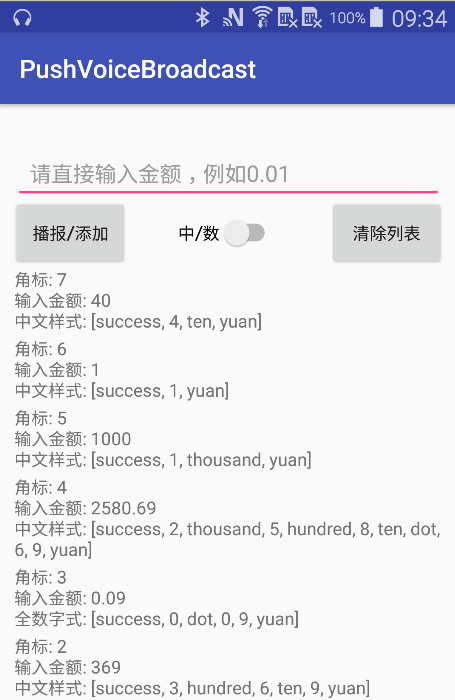 100% 09:34
PushVoiceBroadcast
请直接输入金额，例如0.01
播报/添加 中/数 清除列表
角标: 7
输入金额: 40
中文样式: [success, 4, ten, yuan]
角标: 6
输入金额: 1
中文样式: [success, 1, yuan]
角标: 5
输入金额: 1000
中文样式: [success, 1, thousand, yuan]
角标: 4
输入金额: 2580.69
中文样式: [success, 2, thousand, 5, hundred, 8, ten, dot,
6, 9, yuan]
角标: 3
输入金额: 0.09
全数字式: [success, 0, dot, 0, 9, yuan]
角标: 2
输入金额: 369
中文样式: [success, 3, hundred, 6, ten, 9, yuan]